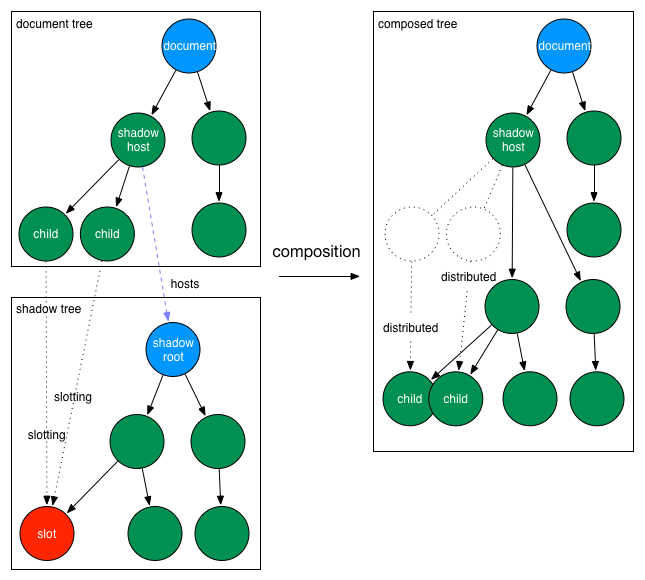 document tree
document
shadow
host
child
child
hosts
shadow tree
shadow
root
slotting
slotting
slot
composition
composed tree
document
shadow
host
distributed
distributed
child
child